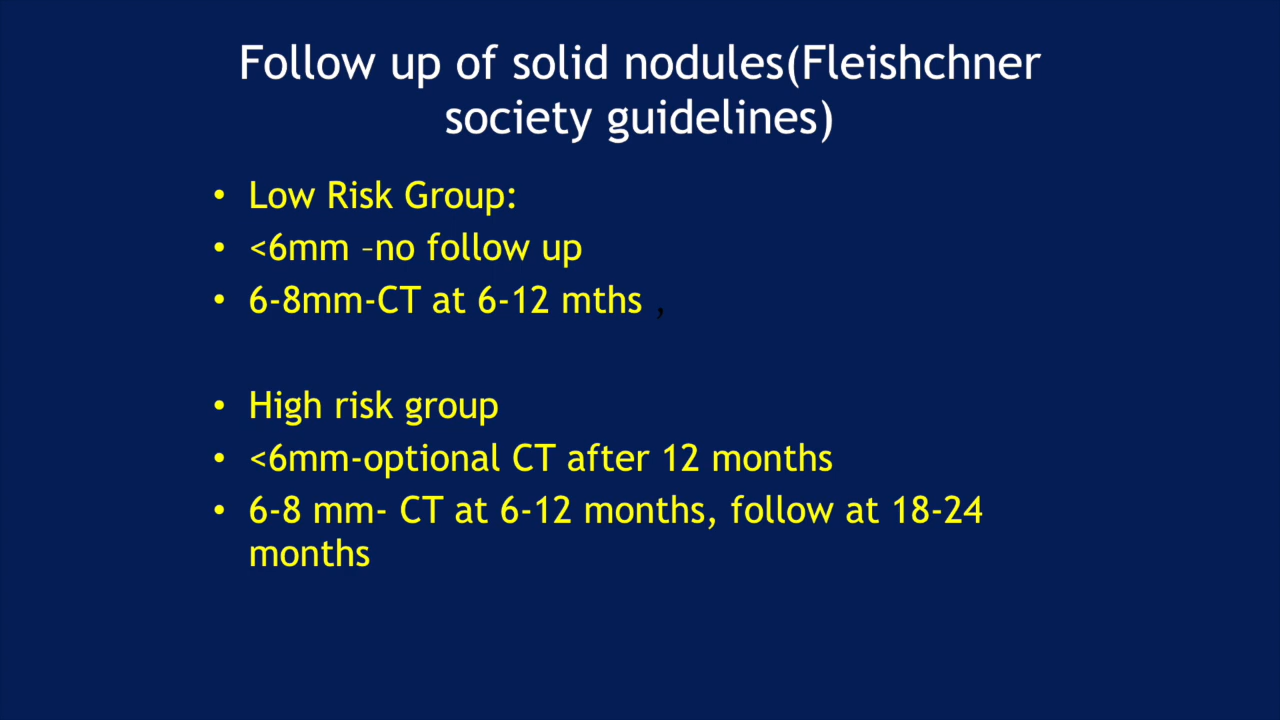 Follow up of solid nodules(Fleishchner
society guidelines)
• Low Risk Group:
• <6mm –no follow up
• 6-8mm-CT at 6-12 mths ,
• High risk group
• <6mm-optional CT after 12 months
• 6-8 mm- CT at 6-12 months, follow at 18-24
months